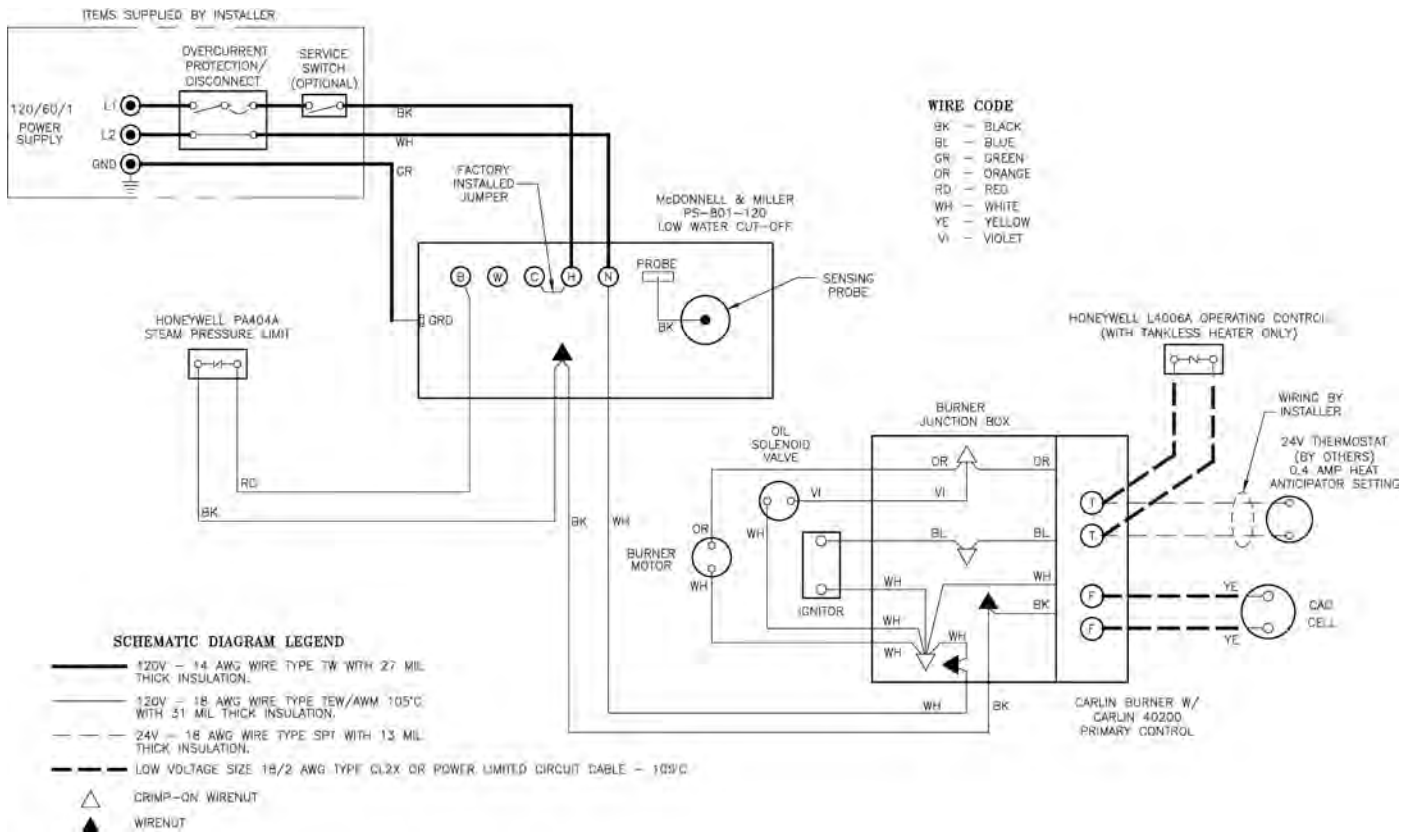 ITEMS SUPPLIED BY INSTALLER
OVERCURRENT
PROTECTION/
DISCONNECT
SERVICE
SWITCH
(OPTIONAL)
120/60/1
POWER
SUPPLY
L1
L2
GND
BK
WH
GR
WIRE CODE
BK – BLACK
BL – BLUE
GR – GREEN
OR – ORANGE
RD – RED
WH – WHITE
YE – YELLOW
VI – VIOLET
FACTORY
INSTALLED
JUMPER
McDONNELL & MILLER
PS-801-120
LOW WATER CUT-OFF
B
W
C
H
N
PROBE
BK
SENSING
PROBE
GRD
HONEYWELL PA404A
STEAM PRESSURE LIMIT
RD
BK
BK
WH
HONEYWELL L4006A OPERATING CONTROL
(WITH TANKLESS HEATER ONLY)
WIRING BY
INSTALLER
24V THERMOSTAT
(BY OTHERS)
0.4 AMP HEAT
ANTICIPATOR SETTING
BURNER
JUNCTION BOX
OIL
SOLENOID
VALVE
OR
OR
VI
VI
T
T
OR
WH
BURNER
MOTOR
WH
BL
BL
IGNITOR
WH
WH
BK
WH
WH
WH
F
F
YE
YE
CAD
CELL
WH
BK
CARLIN BURNER W/
CARLIN 40200
PRIMARY CONTROL
SCHEMATIC DIAGRAM LEGEND
120V – 14 AWG WIRE TYPE TW WITH 27 MIL
THICK INSULATION.
120V – 18 AWG WIRE TYPE TEW/AWM 105°C
WITH 31 MIL THICK INSULATION.
24V – 18 AWG WIRE TYPE SPT WITH 13 MIL
THICK INSULATION.
LOW VOLTAGE SIZE 18/2 AWG TYPE CL2X OR POWER LIMITED CIRCUIT CABLE – 105°C
CRIMP-ON WIRENUT
WIRENUT